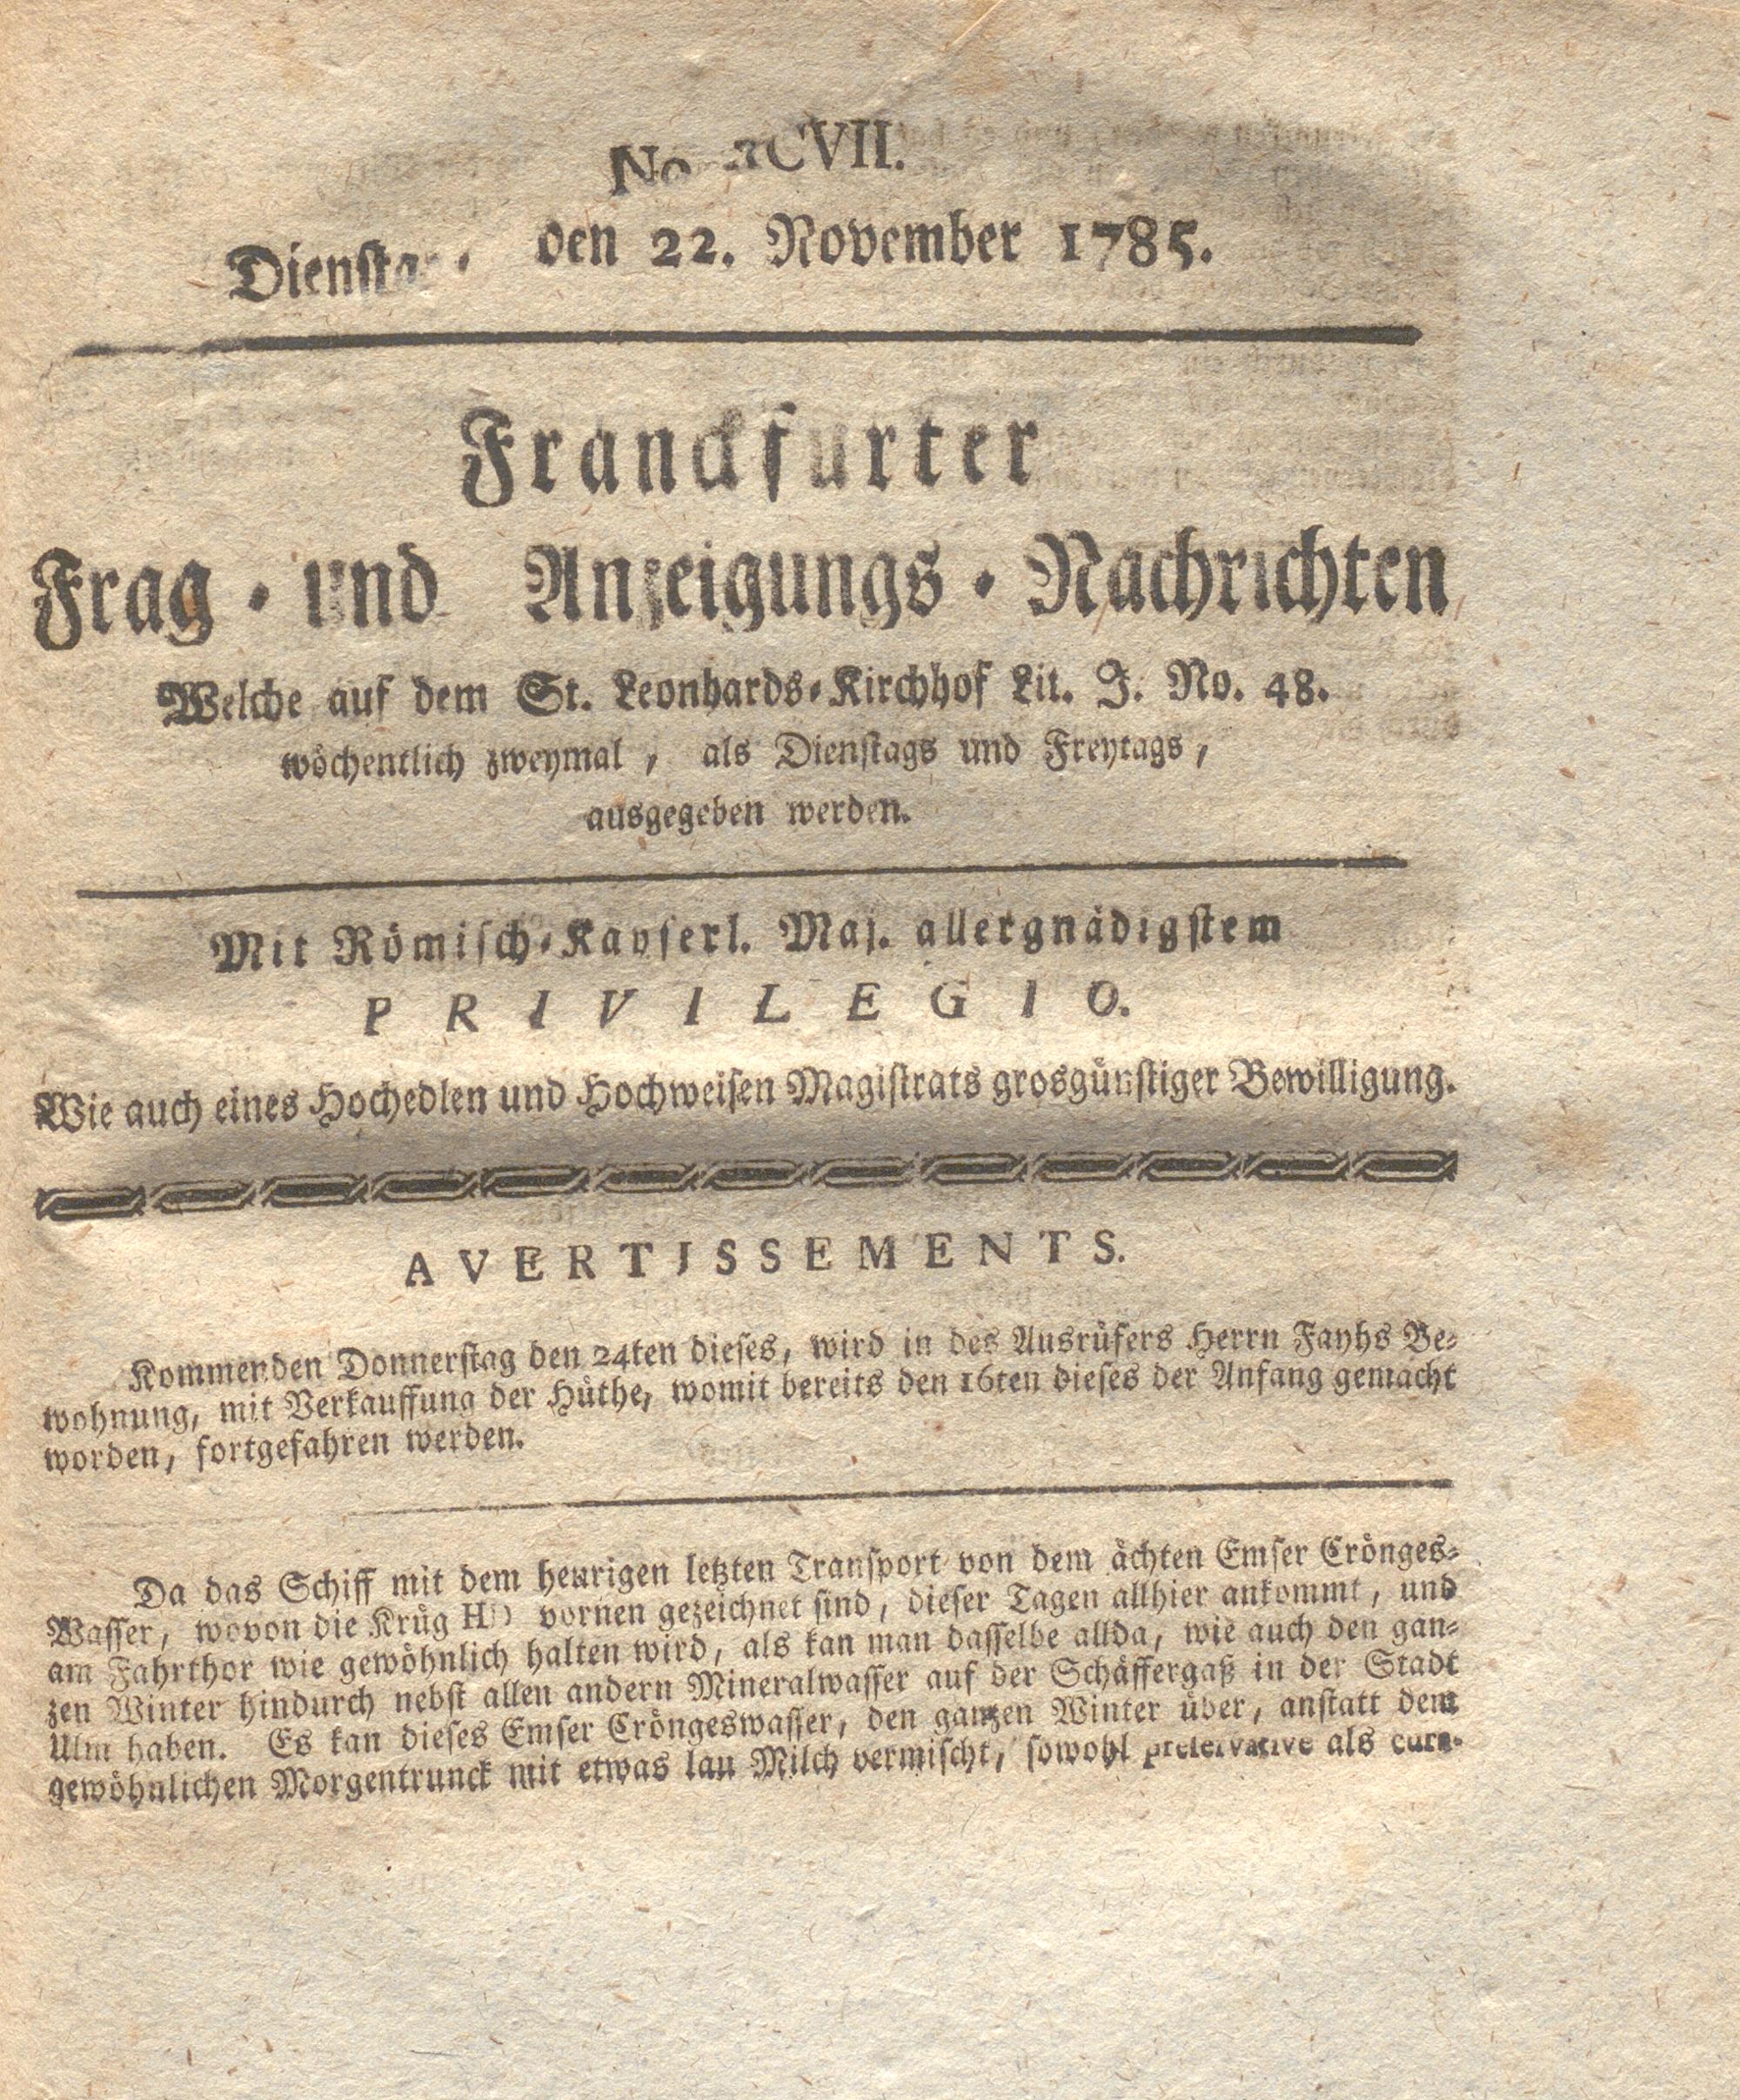 No. XCVII.
Dienstag, den 22. November 1785.
Franckfurter
Frag- und Anzeigungs-Nachrichten
Welche auf dem St. Leonhards-Kirchhof Lit. J. No. 48.
wöchentlich zweymal, als Dienstags und Freytags,
ausgegeben werden.
Mit Römisch-Kayserl. Maj. allergnädigstem
PRIVILEGIO.
Wie auch eines Hochedlen und Hochweisen Magistrats grosgünstiger Bewilligung.
AVERTISSEMENTS.
Kommenden Donnerstag den 24ten dieses, wird in des Ausrüfers Herrn Fayhs Be-
wohnung, mit Verkauffung der Hüthe, womit bereits den 16ten dieses der Anfang gemacht
worden, fortgefahren werden.
Da das Schiff mit dem heurigen letzten Transport von dem ächten Emser Crönges-
Wasser, wovon die Krüg vornen gezeichnet sind, dieser Tagen allhier ankommt, und
am Fahrthor wie gewöhnlich halten wird, als kan man dasselbe allda, wie auch den gan-
zen Winter hindurch nebst allen andern Mineralwasser auf der Schäffergaß in der Stadt
Ulm haben. Es kan dieses Emser Cröngeswasser, den ganzen Winter über, anstatt dem
gewöhnlichen Morgentrunck mit etwas lau Milch vermischt, sowohl preservative als cura-